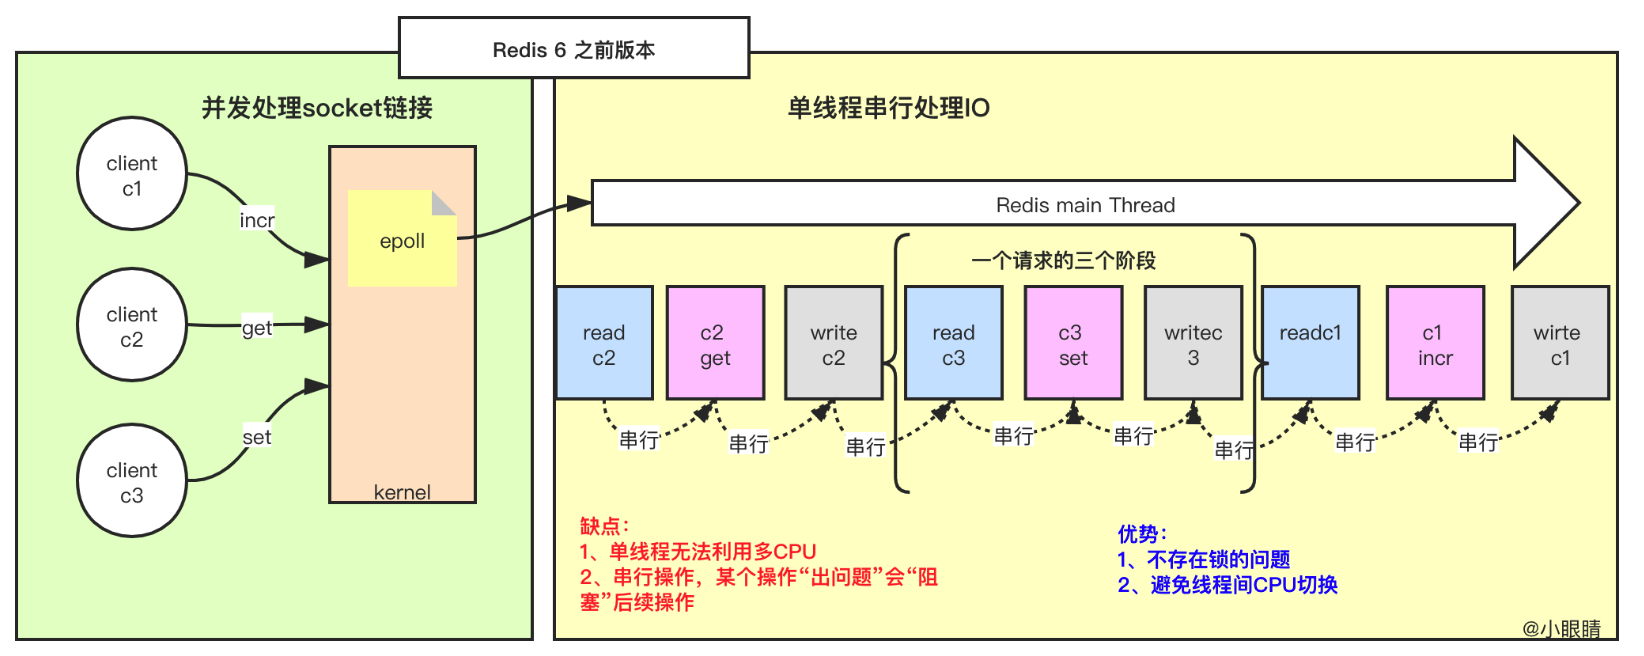 Redis 6 之前版本
并发处理socket链接
client
c1
incr
client
c2
get
client
c3
set
epoll
kernel
单线程串行处理IO
Redis main Thread
一个请求的三个阶段
read
c2
c2
get
write
c2
read
c3
c3
set
writec
3
readc1
c1
incr
wirte
c1
串行
串行
串行
串行
串行
串行
串行
串行
缺点：
1、单线程无法利用多CPU
2、串行操作，某个操作“出问题”会“阻
塞”后续操作
优势：
1、不存在锁的问题
2、避免线程间CPU切换
@小眼睛